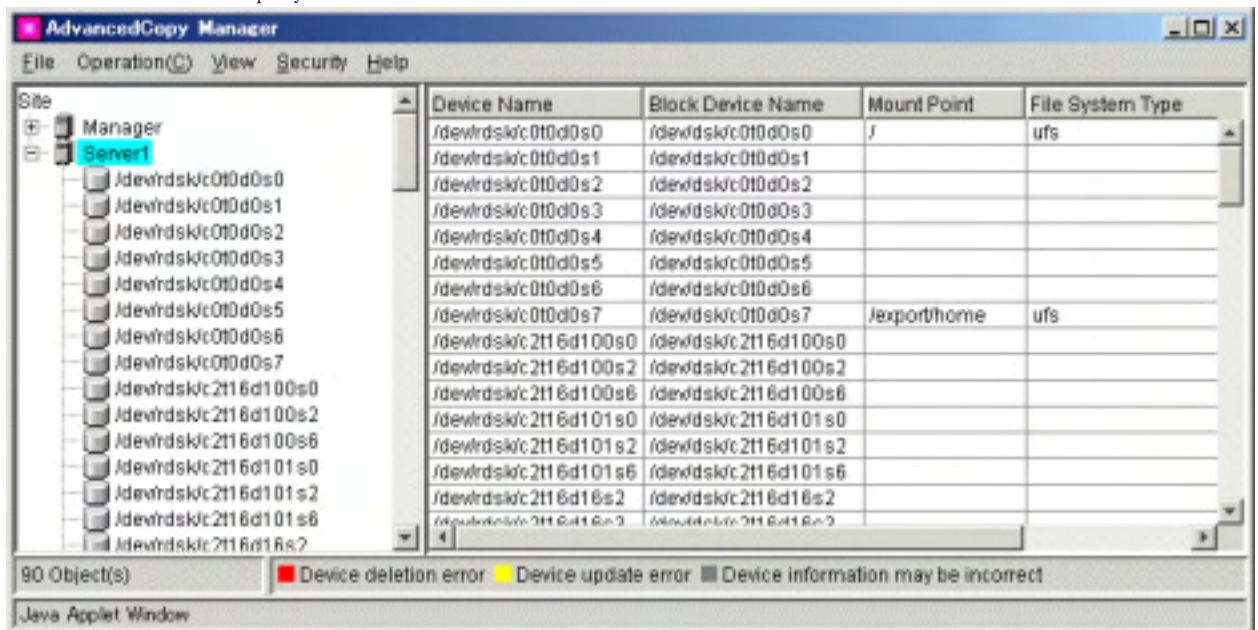 AdvancedCopy Manager
File Operation(C) View Security Help
Site
Manager
Server1
/dev/rdsk/c0t0d0s0
/dev/rdsk/c0t0d0s1
/dev/rdsk/c0t0d0s2
/dev/rdsk/c0t0d0s3
/dev/rdsk/c0t0d0s4
/dev/rdsk/c0t0d0s5
/dev/rdsk/c0t0d0s6
/dev/rdsk/c0t0d0s7
/dev/rdsk/c2t16d100s0
/dev/rdsk/c2t16d100s2
/dev/rdsk/c2t16d100s6
/dev/rdsk/c2t16d101s0
/dev/rdsk/c2t16d101s2
/dev/rdsk/c2t16d101s6
/dev/rdsk/c2t16d16s2
Device Name Block Device Name Mount Point File System Type
/dev/rdsk/c0t0d0s0 /dev/dsk/c0t0d0s0 / ufs
/dev/rdsk/c0t0d0s1 /dev/dsk/c0t0d0s1
/dev/rdsk/c0t0d0s2 /dev/dsk/c0t0d0s2
/dev/rdsk/c0t0d0s3 /dev/dsk/c0t0d0s3
/dev/rdsk/c0t0d0s4 /dev/dsk/c0t0d0s4
/dev/rdsk/c0t0d0s5 /dev/dsk/c0t0d0s5
/dev/rdsk/c0t0d0s6 /dev/dsk/c0t0d0s6
/dev/rdsk/c0t0d0s7 /dev/dsk/c0t0d0s7 /export/home ufs
/dev/rdsk/c2t16d100s0 /dev/dsk/c2t16d100s0
/dev/rdsk/c2t16d100s2 /dev/dsk/c2t16d100s2
/dev/rdsk/c2t16d100s6 /dev/dsk/c2t16d100s6
/dev/rdsk/c2t16d101s0 /dev/dsk/c2t16d101s0
/dev/rdsk/c2t16d101s2 /dev/dsk/c2t16d101s2
/dev/rdsk/c2t16d101s6 /dev/dsk/c2t16d101s6
/dev/rdsk/c2t16d16s2 /dev/dsk/c2t16d16s2
90 Object(s) Device deletion error Device update error Device information may be incorrect
Java Applet Window